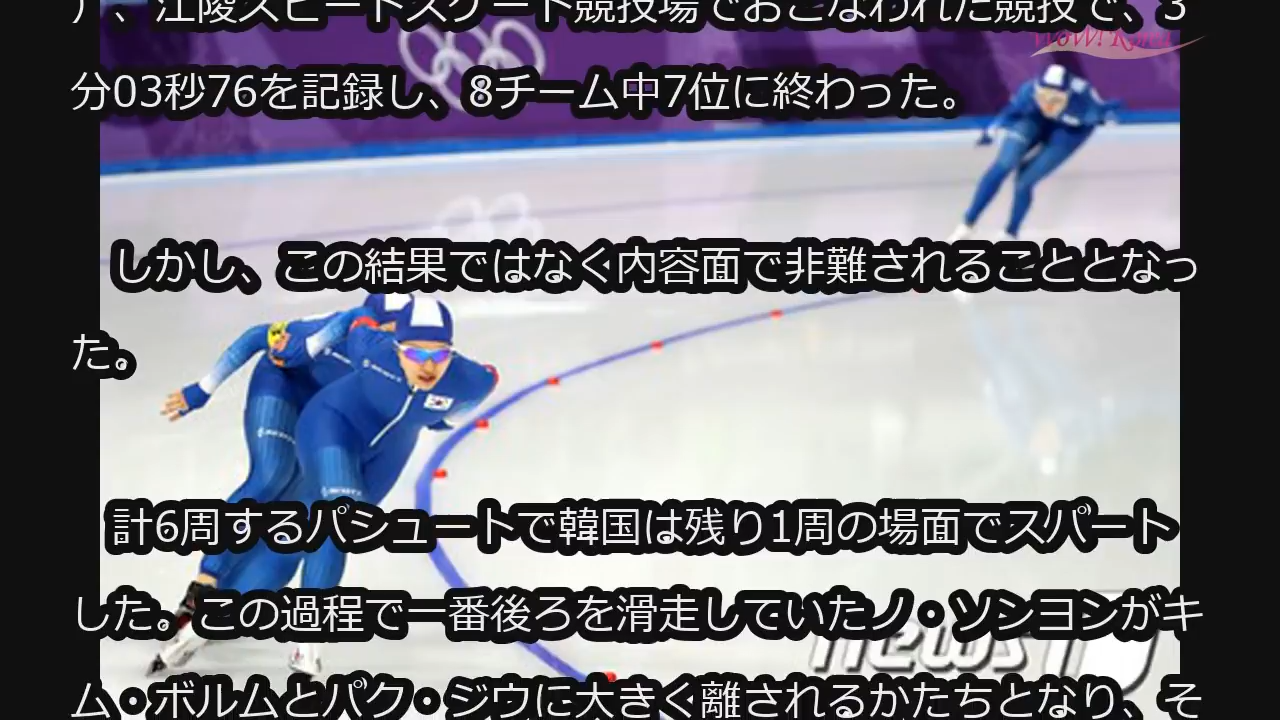 、江陵スピードスケート競技場でおこなわれた競技で、3
WoW! Korea
分03秒76を記録し、8チーム中7位に終わった。
しかし、この結果ではなく内容面で非難されることとなっ
た。
計6周するパシュートで韓国は残り1周の場面でスパート
した。この過程で一番後ろを滑走していたノ・ソンヨンがキ
news1
ム・ボルムとパク・ジウに大きく離されるかたちとなり、そ